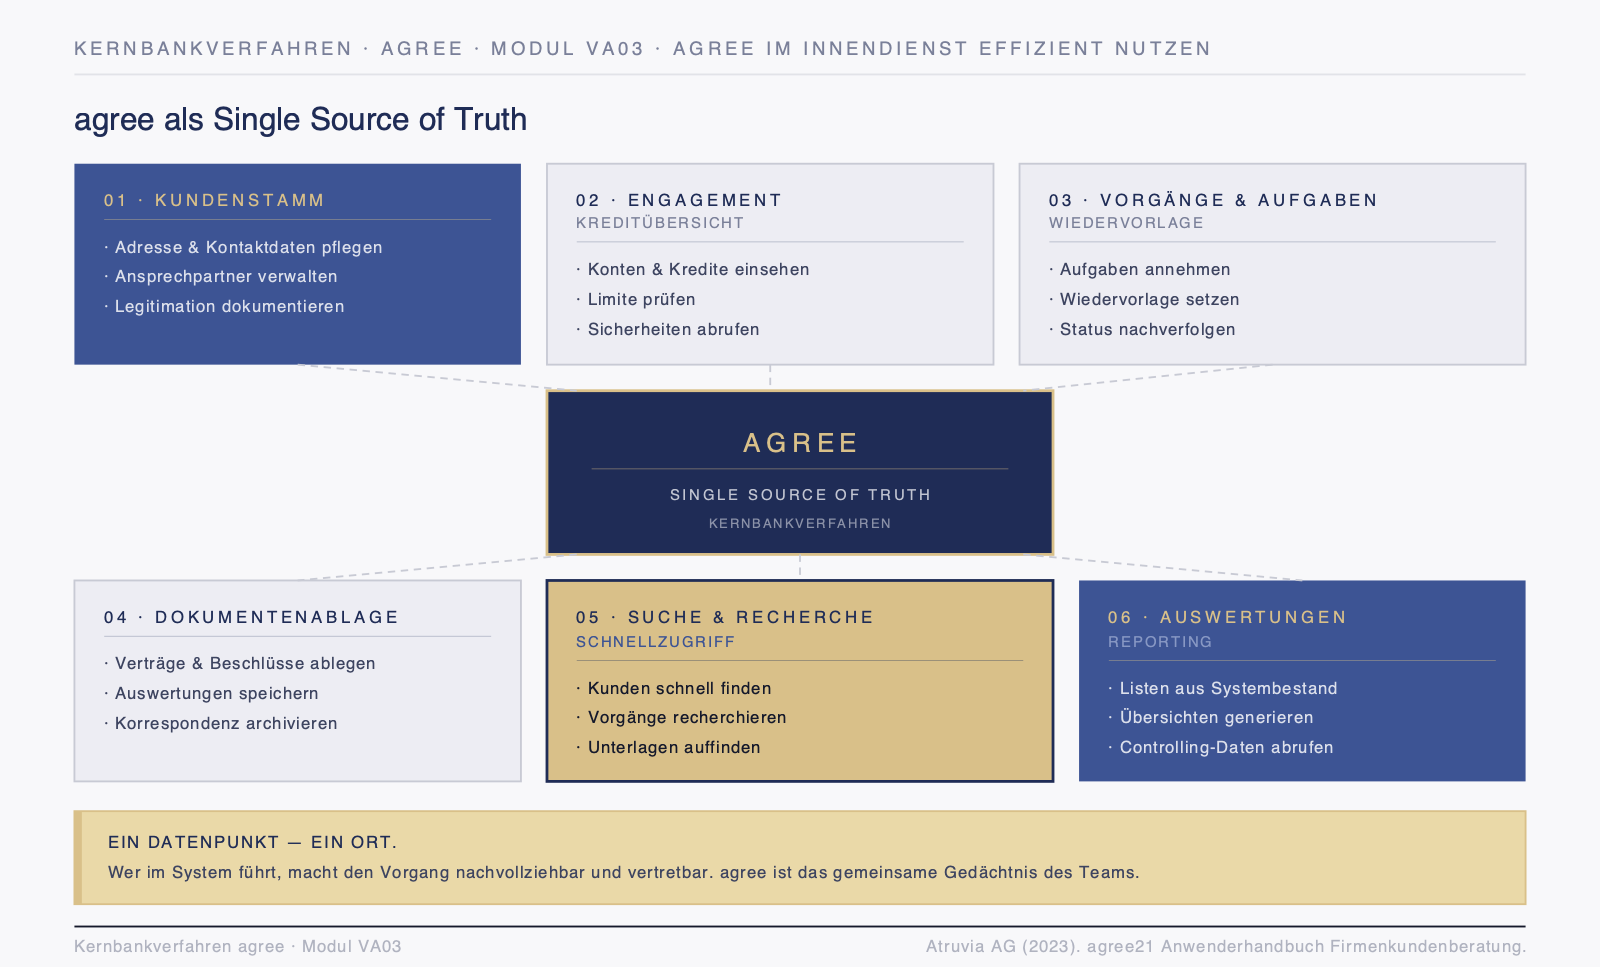 KERNBANKVERFAHREN · AGREE · MODUL VA03 · AGREE IM INNENDIENST EFFIZIENT NUTZEN
agree als Single Source of Truth
01 · KUNDENSTAMM
· Adresse & Kontaktdaten pflegen
· Ansprechpartner verwalten
· Legitimation dokumentieren
02 · ENGAGEMENT
KREDITÜBERSICHT
· Konten & Kredite einsehen
· Limite prüfen
· Sicherheiten abrufen
03 · VORGÄNGE & AUFGABEN
WIEDERVORLAGE
· Aufgaben annehmen
· Wiedervorlage setzen
· Status nachverfolgen
AGREE
SINGLE SOURCE OF TRUTH
KERNBANKVERFAHREN
04 · DOKUMENTENABLAGE
· Verträge & Beschlüsse ablegen
· Auswertungen speichern
· Korrespondenz archivieren
05 · SUCHE & RECHERCHE
SCHNELLZUGRIFF
· Kunden schnell finden
· Vorgänge recherchieren
· Unterlagen auffinden
06 · AUSWERTUNGEN
REPORTING
· Listen aus Systembestand
· Übersichten generieren
· Controlling-Daten abrufen
EIN DATENPUNKT — EIN ORT.
Wer im System führt, macht den Vorgang nachvollziehbar und vertretbar. agree ist das gemeinsame Gedächtnis des Teams.
Kernbankverfahren agree · Modul VA03
Atruvia AG (2023). agree21 Anwenderhandbuch Firmenkundenberatung.